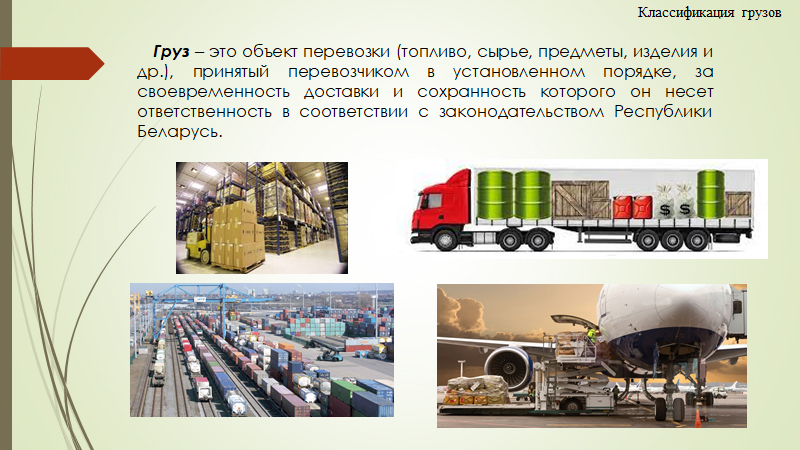 Классификация грузов
Груз – это объект перевозки (топливо, сырье, предметы, изделия и
др.), принятый перевозчиком в установленном порядке, за
своевременность доставки и сохранность которого он несет
ответственность в соответствии с законодательством Республики
Беларусь.
$ $